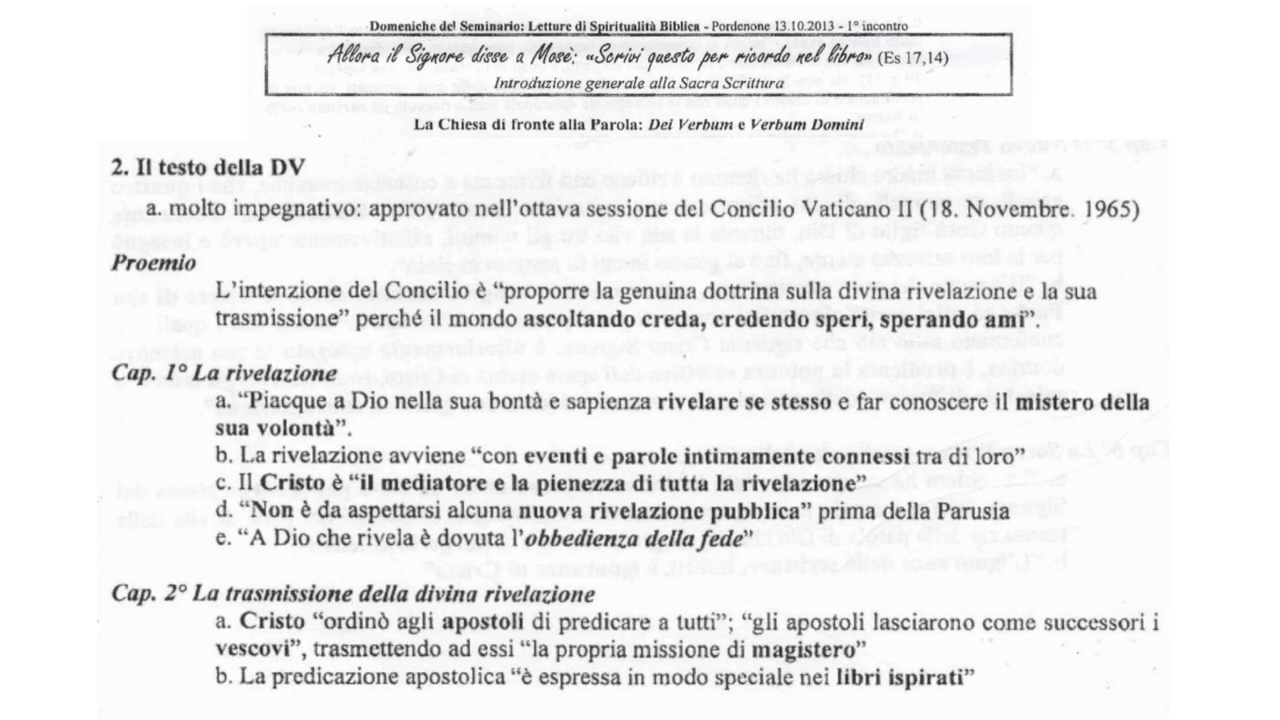 Domeniche del Seminario: Letture di Spiritualità Biblica - Pordenone 13.10.2013 - 1° incontro
Allora il Signore disse a Mosè: «Scrivi questo per ricordo nel libro» (Es 17,14)
Introduzione generale alla Sacra Scrittura
La Chiesa di fronte alla Parola: Dei Verbum e Verbum Domini
2. Il testo della DV
a. molto impegnativo: approvato nell’ottava sessione del Concilio Vaticano II (18. Novembre. 1965)
Proemio
L’intenzione del Concilio è “proporre la genuina dottrina sulla divina rivelazione e la sua
trasmissione” perché il mondo ascoltando creda, credendo speri, sperando ami”.
Cap. 1° La rivelazione
a. “Piacque a Dio nella sua bontà e sapienza rivelare se stesso e far conoscere il mistero della
sua volontà”.
b. La rivelazione avviene “con eventi e parole intimamente connessi tra di loro”
c. Il Cristo è “il mediatore e la pienezza di tutta la rivelazione”
d. “Non è da aspettarsi alcuna nuova rivelazione pubblica” prima della Parusia
e. “A Dio che rivela è dovuta l’obbedienza della fede”
Cap. 2° La trasmissione della divina rivelazione
a. Cristo “ordinò agli apostoli di predicare a tutti”; “gli apostoli lasciarono come successori i
vescovi”, trasmettendo ad essi “la propria missione di magistero”
b. La predicazione apostolica “è espressa in modo speciale nei libri ispirati”